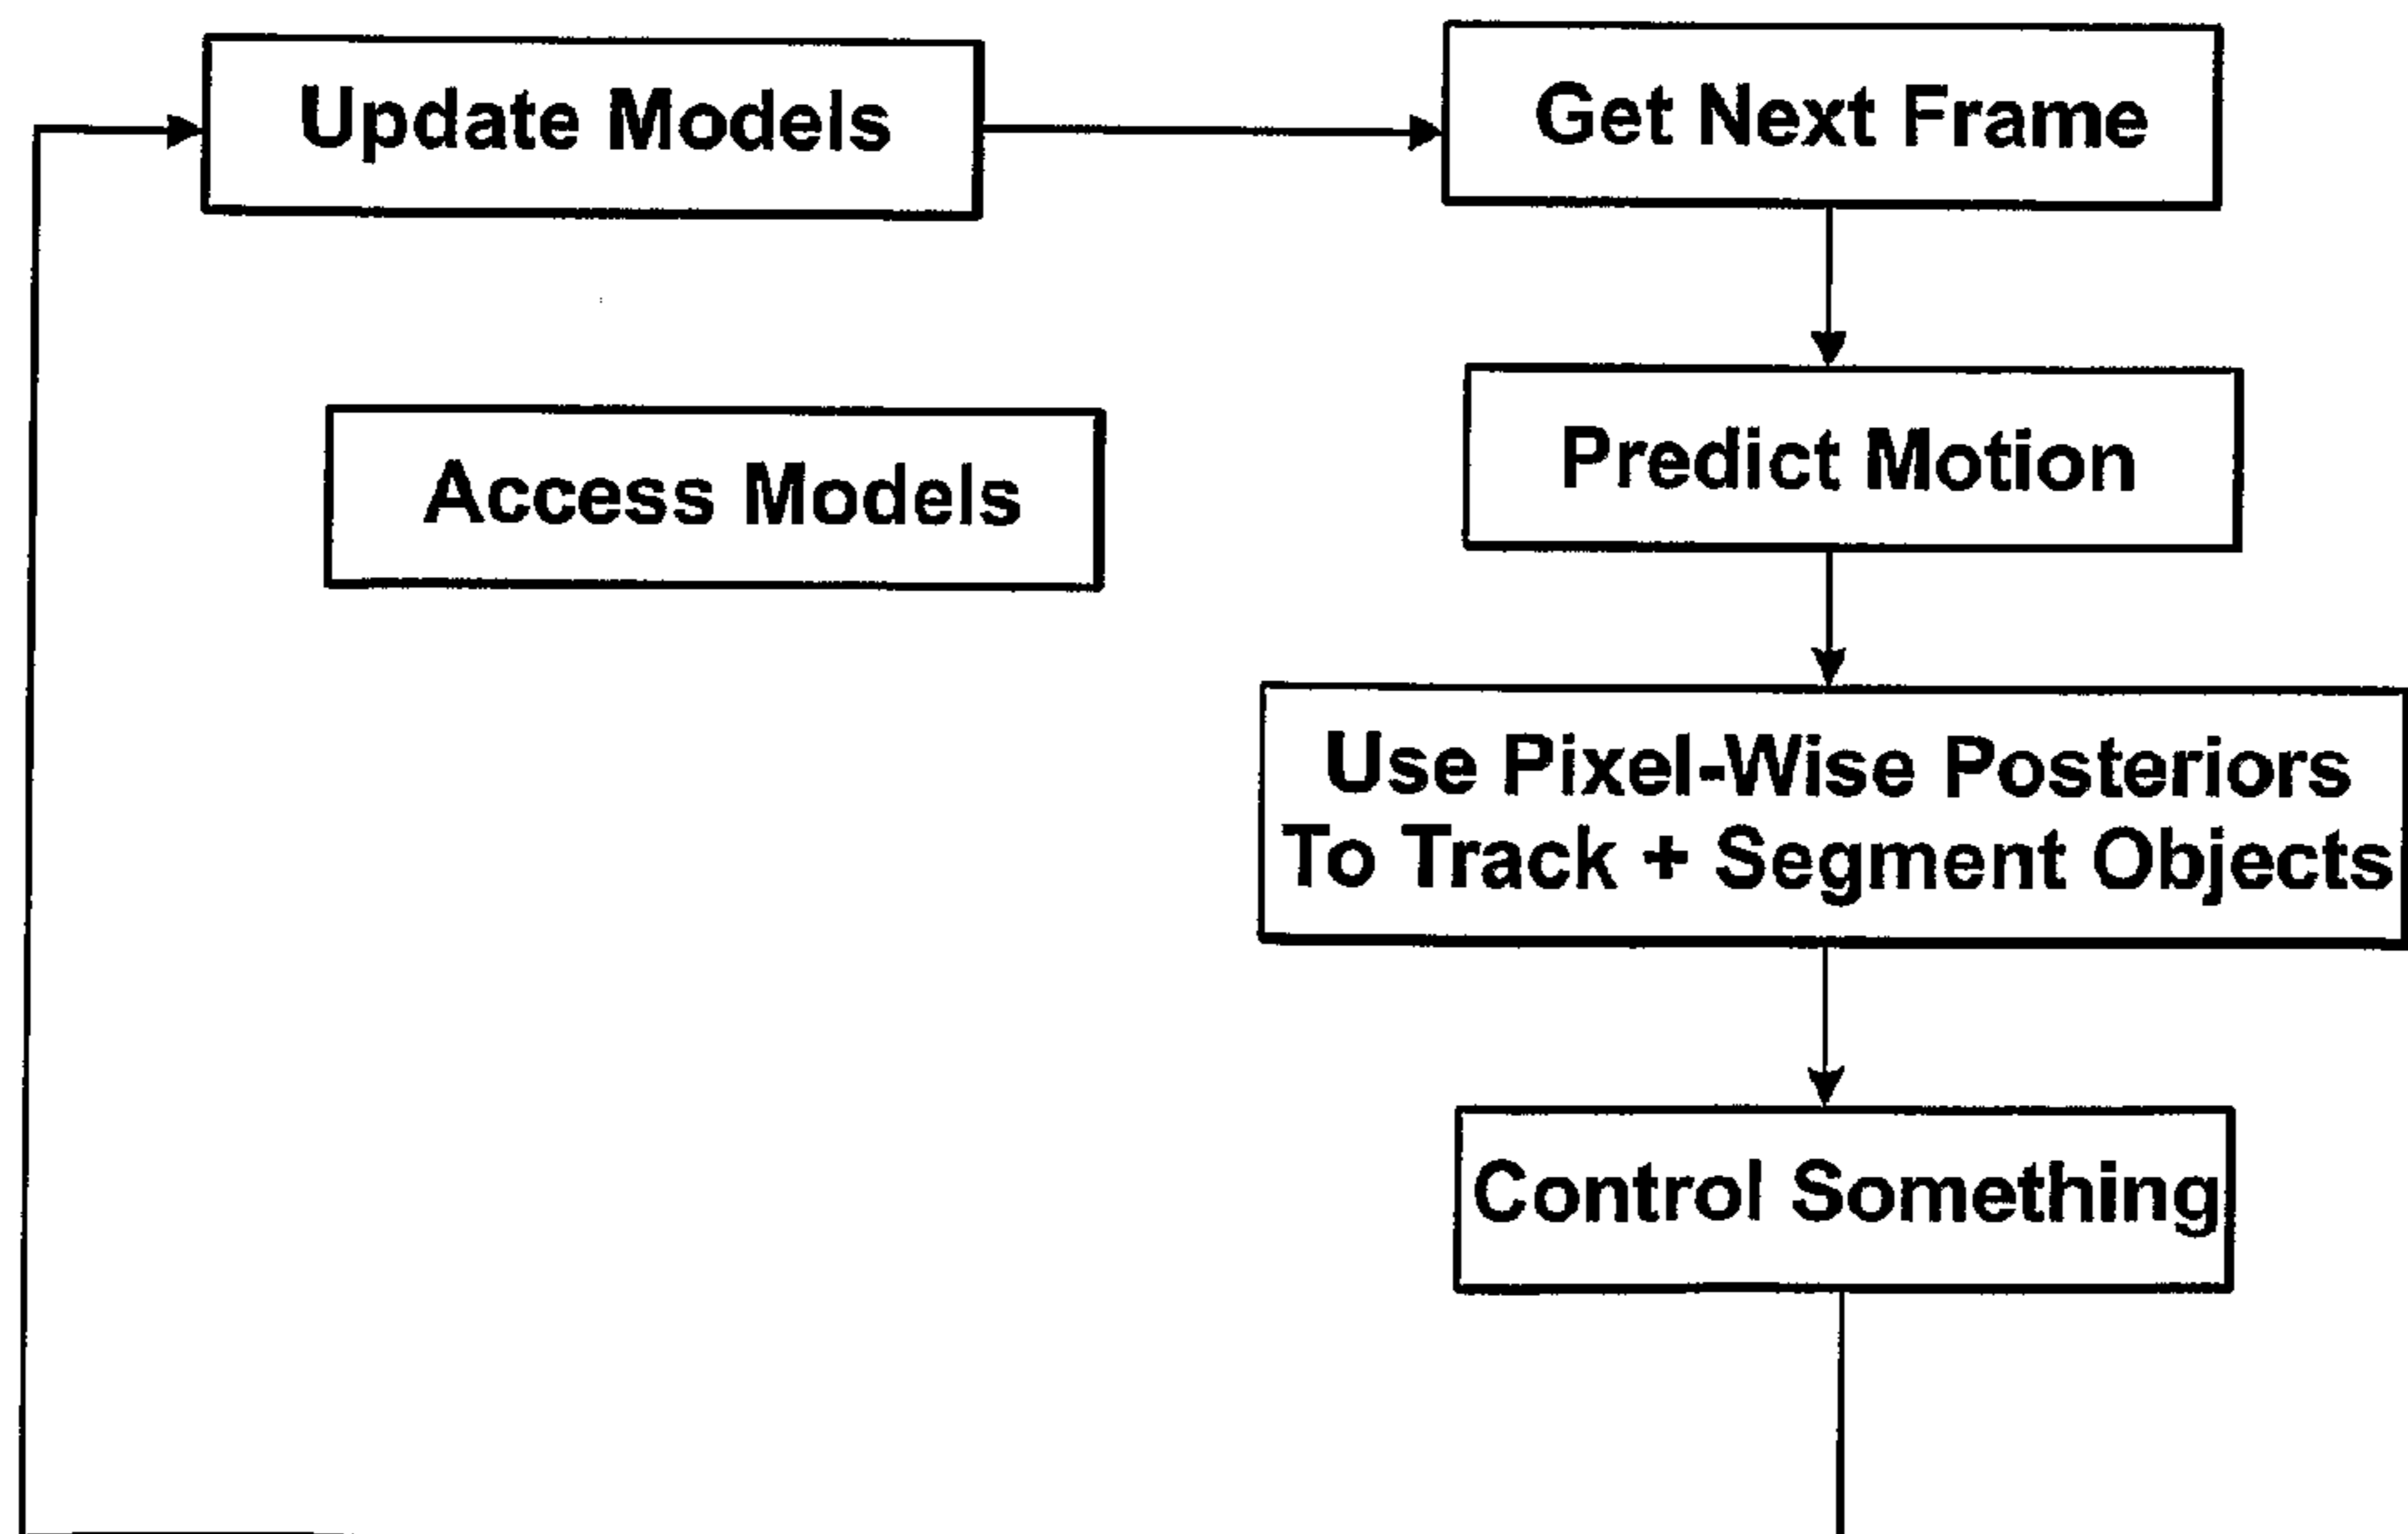 Update Models
Get Next Frame
Access Models
Predict Motion
Use Pixel-Wise Posteriors
To Track + Segment Objects
Control Something